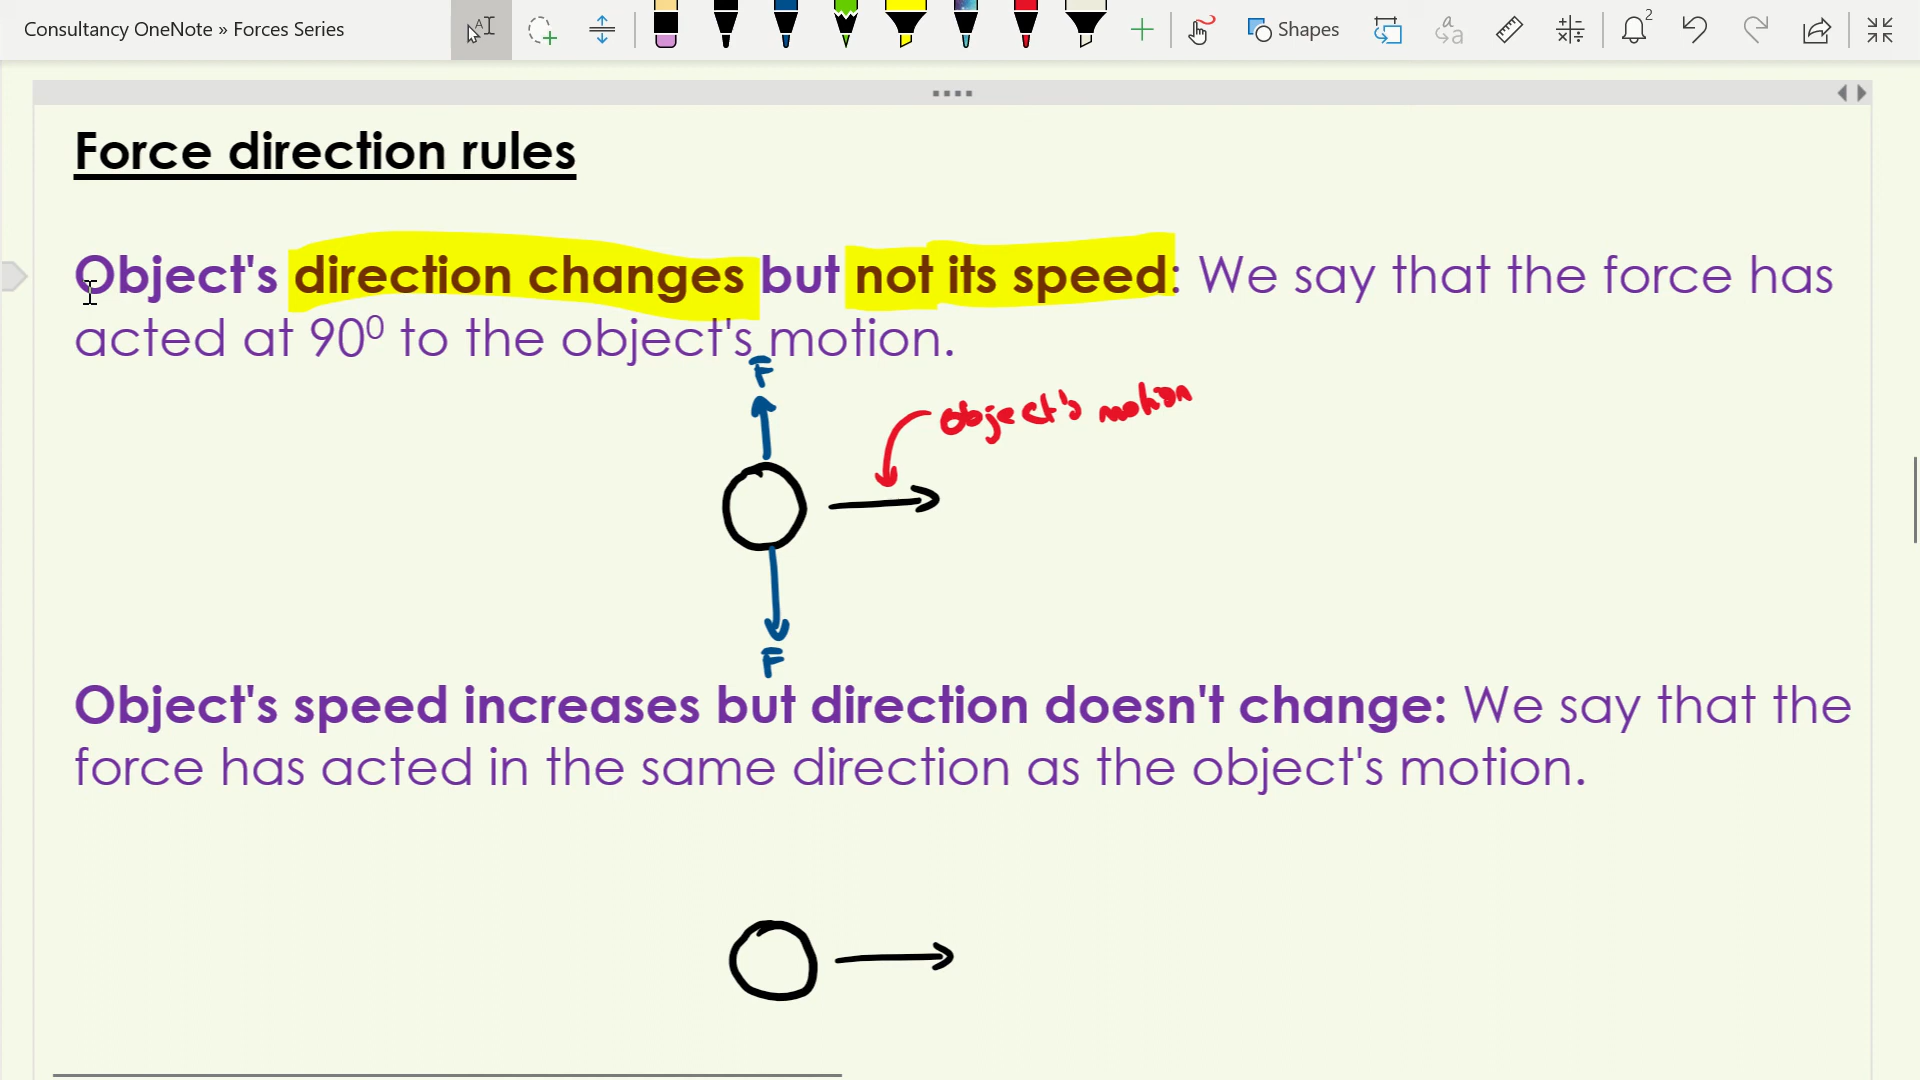 Consultancy OneNote » Forces Series
Shapes
2
Force direction rules
Object's direction changes but not its speed: We say that the force has
acted at 90⁰ to the object's motion.
F
Object's motion
F
Object's speed increases but direction doesn't change: We say that the
force has acted in the same direction as the object's motion.